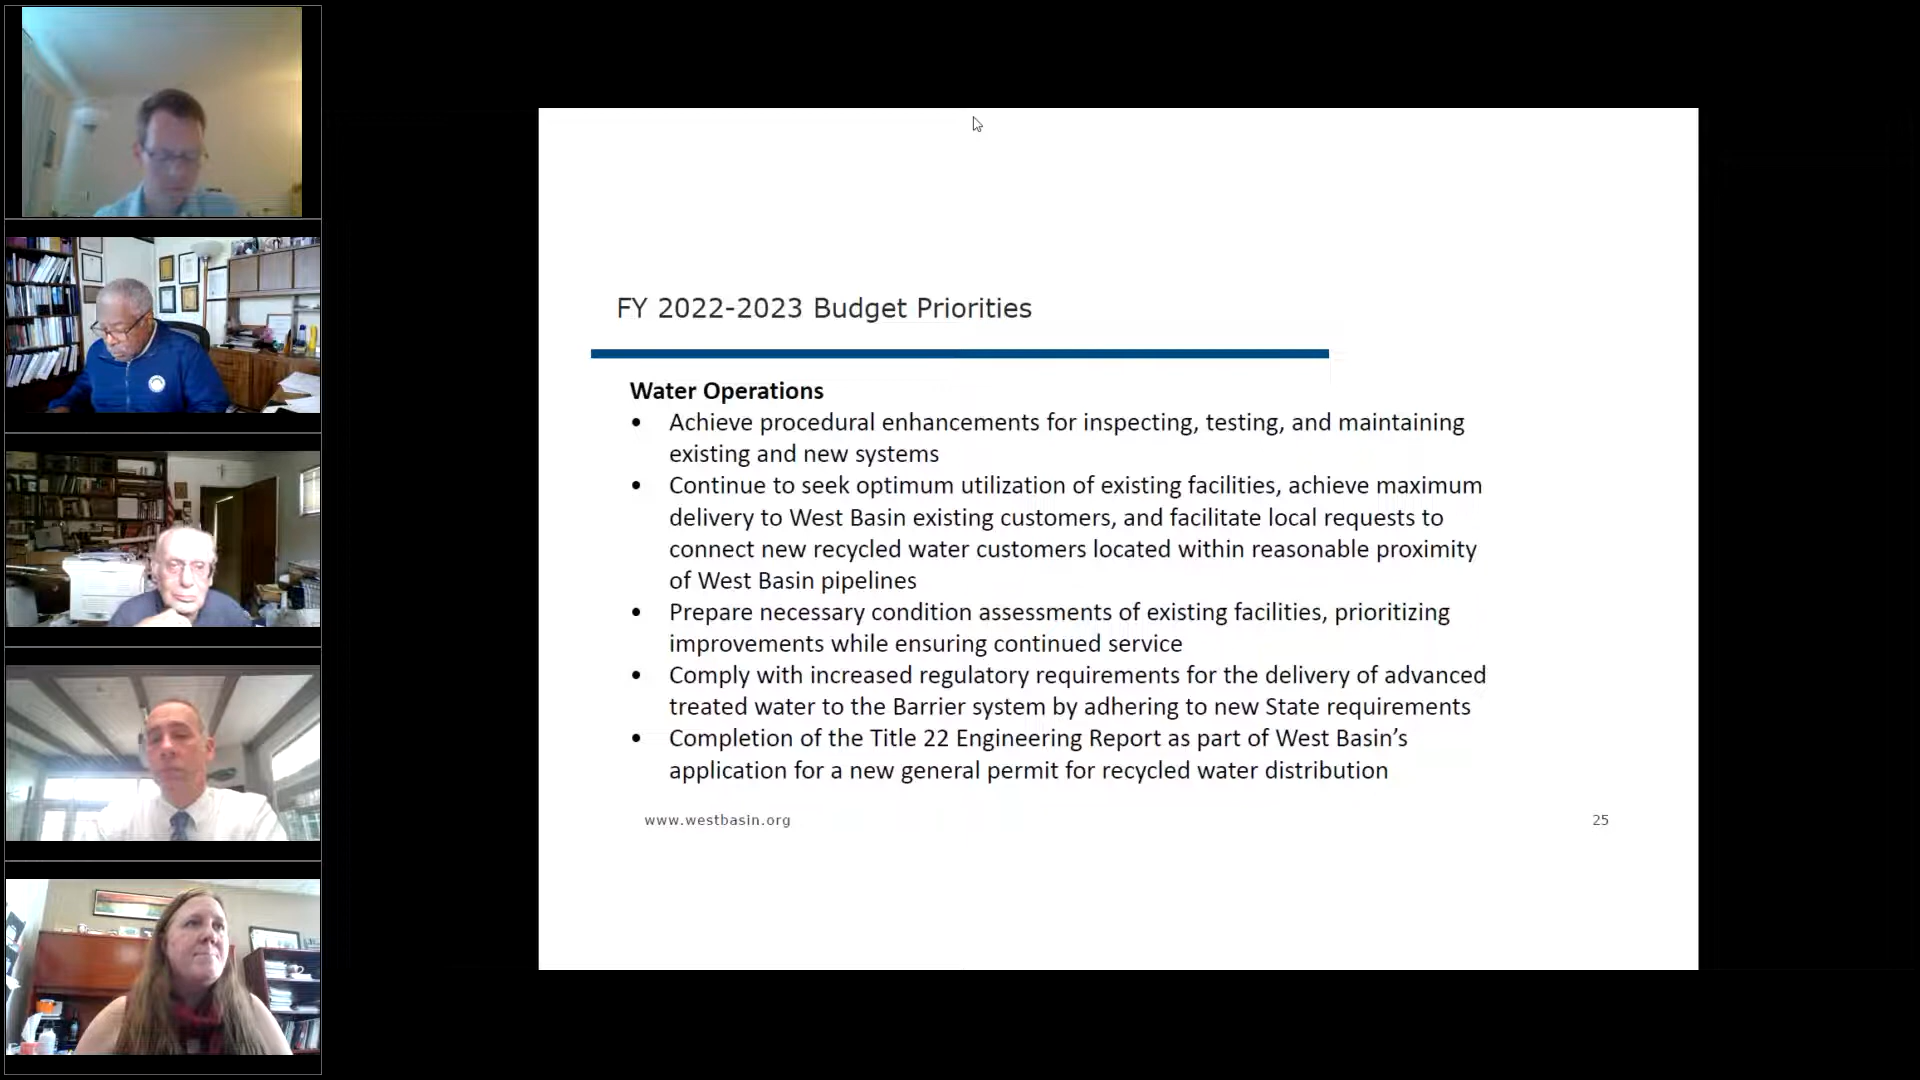 FY 2022-2023 Budget Priorities
Water Operations
• Achieve procedural enhancements for inspecting, testing, and maintaining
existing and new systems
• Continue to seek optimum utilization of existing facilities, achieve maximum
delivery to West Basin existing customers, and facilitate local requests to
connect new recycled water customers located within reasonable proximity
of West Basin pipelines
• Prepare necessary condition assessments of existing facilities, prioritizing
improvements while ensuring continued service
• Comply with increased regulatory requirements for the delivery of advanced
treated water to the Barrier system by adhering to new State requirements
• Completion of the Title 22 Engineering Report as part of West Basin’s
application for a new general permit for recycled water distribution
www.westbasin.org
25